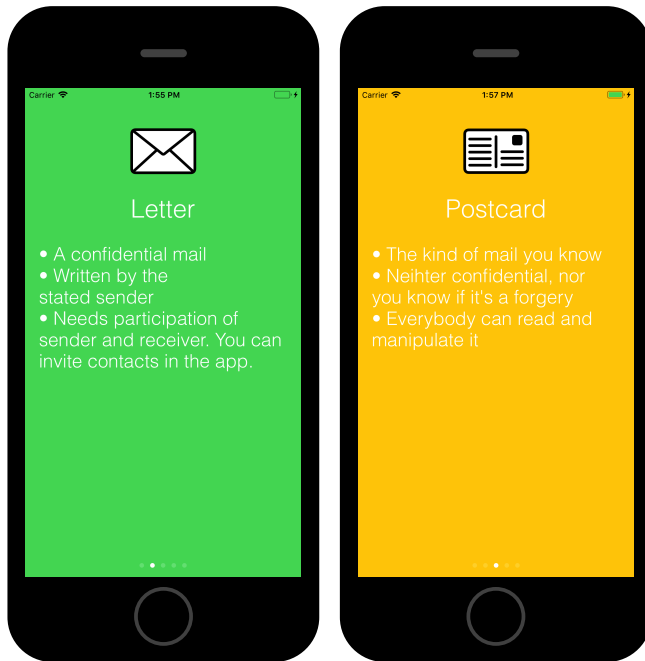 Carrier
1:55 PM
Letter
• A confidential mail
• Written by the
stated sender
• Needs participation of
sender and receiver. You can
invite contacts in the app.
Carrier
1:57 PM
Postcard
• The kind of mail you know
• Neihter confidential, nor
you know if it's a forgery
• Everybody can read and
manipulate it